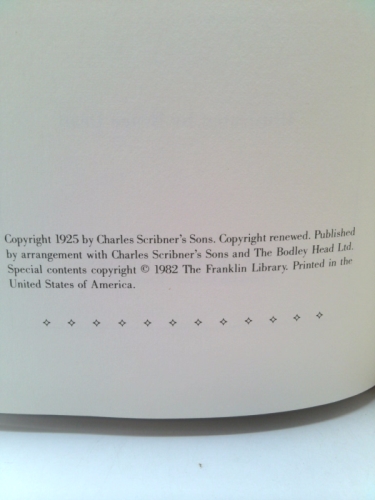 Copyright 1925 by Charles Scribner's Sons. Copyright renewed. Published
by arrangement with Charles Scribner's Sons and The Bodley Head Ltd.
Special contents copyright © 1982 The Franklin Library. Printed in the
United States of America.